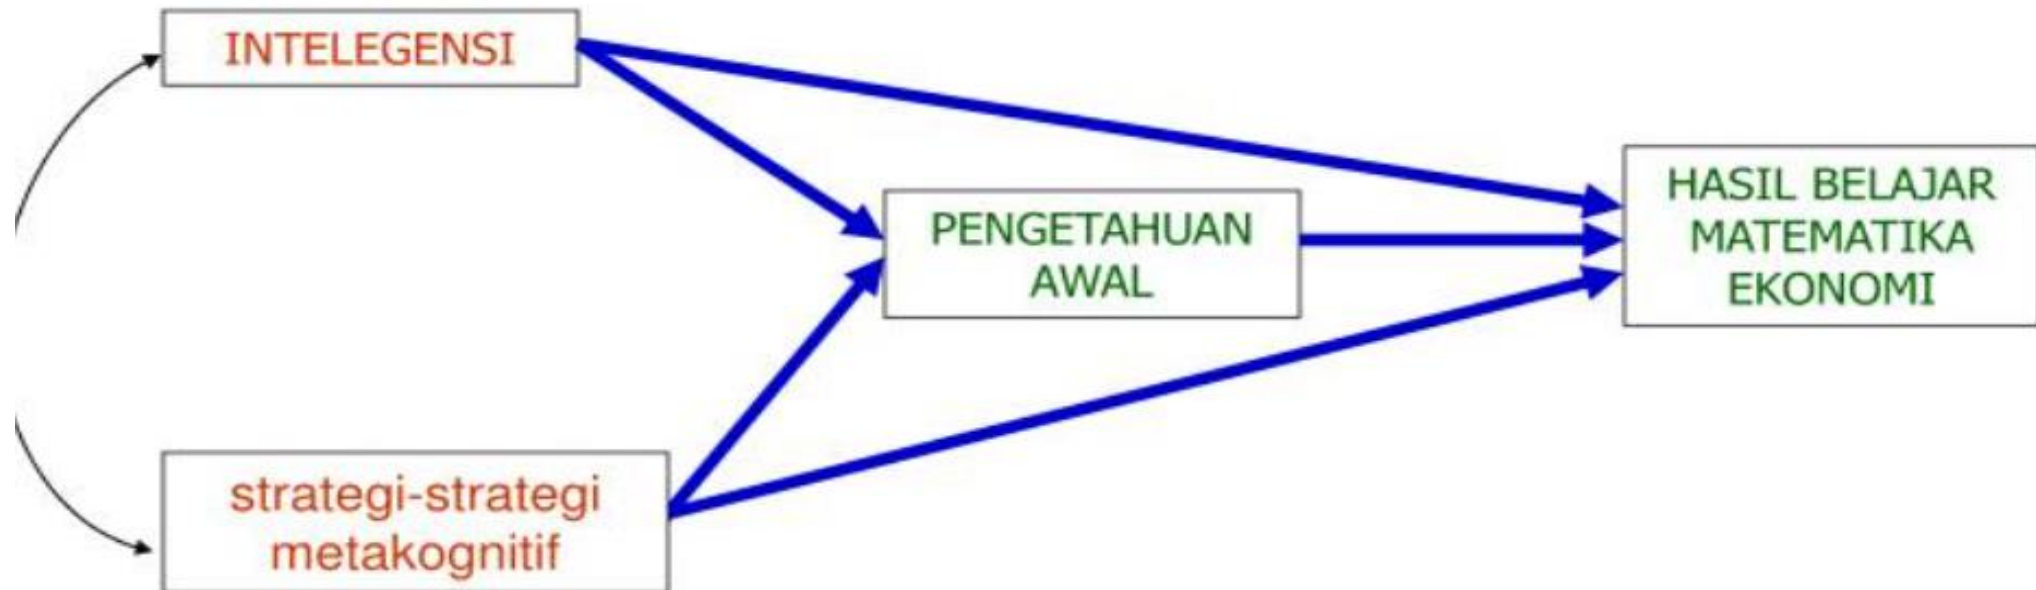 INTELEGENSI
PENGETAHUAN
AWAL
HASIL BELAJAR
MATEMATIKA
EKONOMI
strategi-strategi
metakognitif